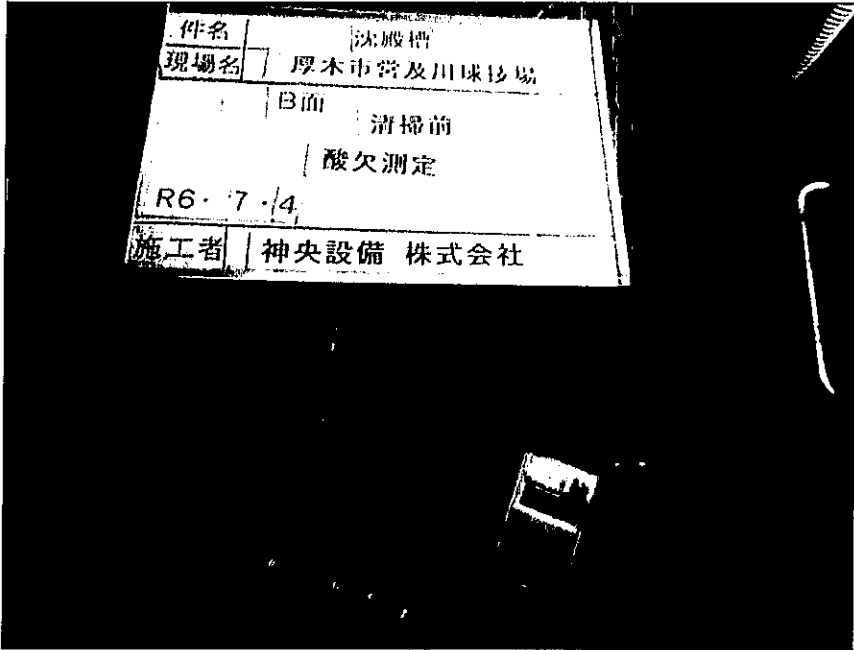 件名 沈殿槽
現場名 厚木市営及川球技場
B面
清掃前
酸欠測定
R6・7・4
施工者 神央設備 株式会社